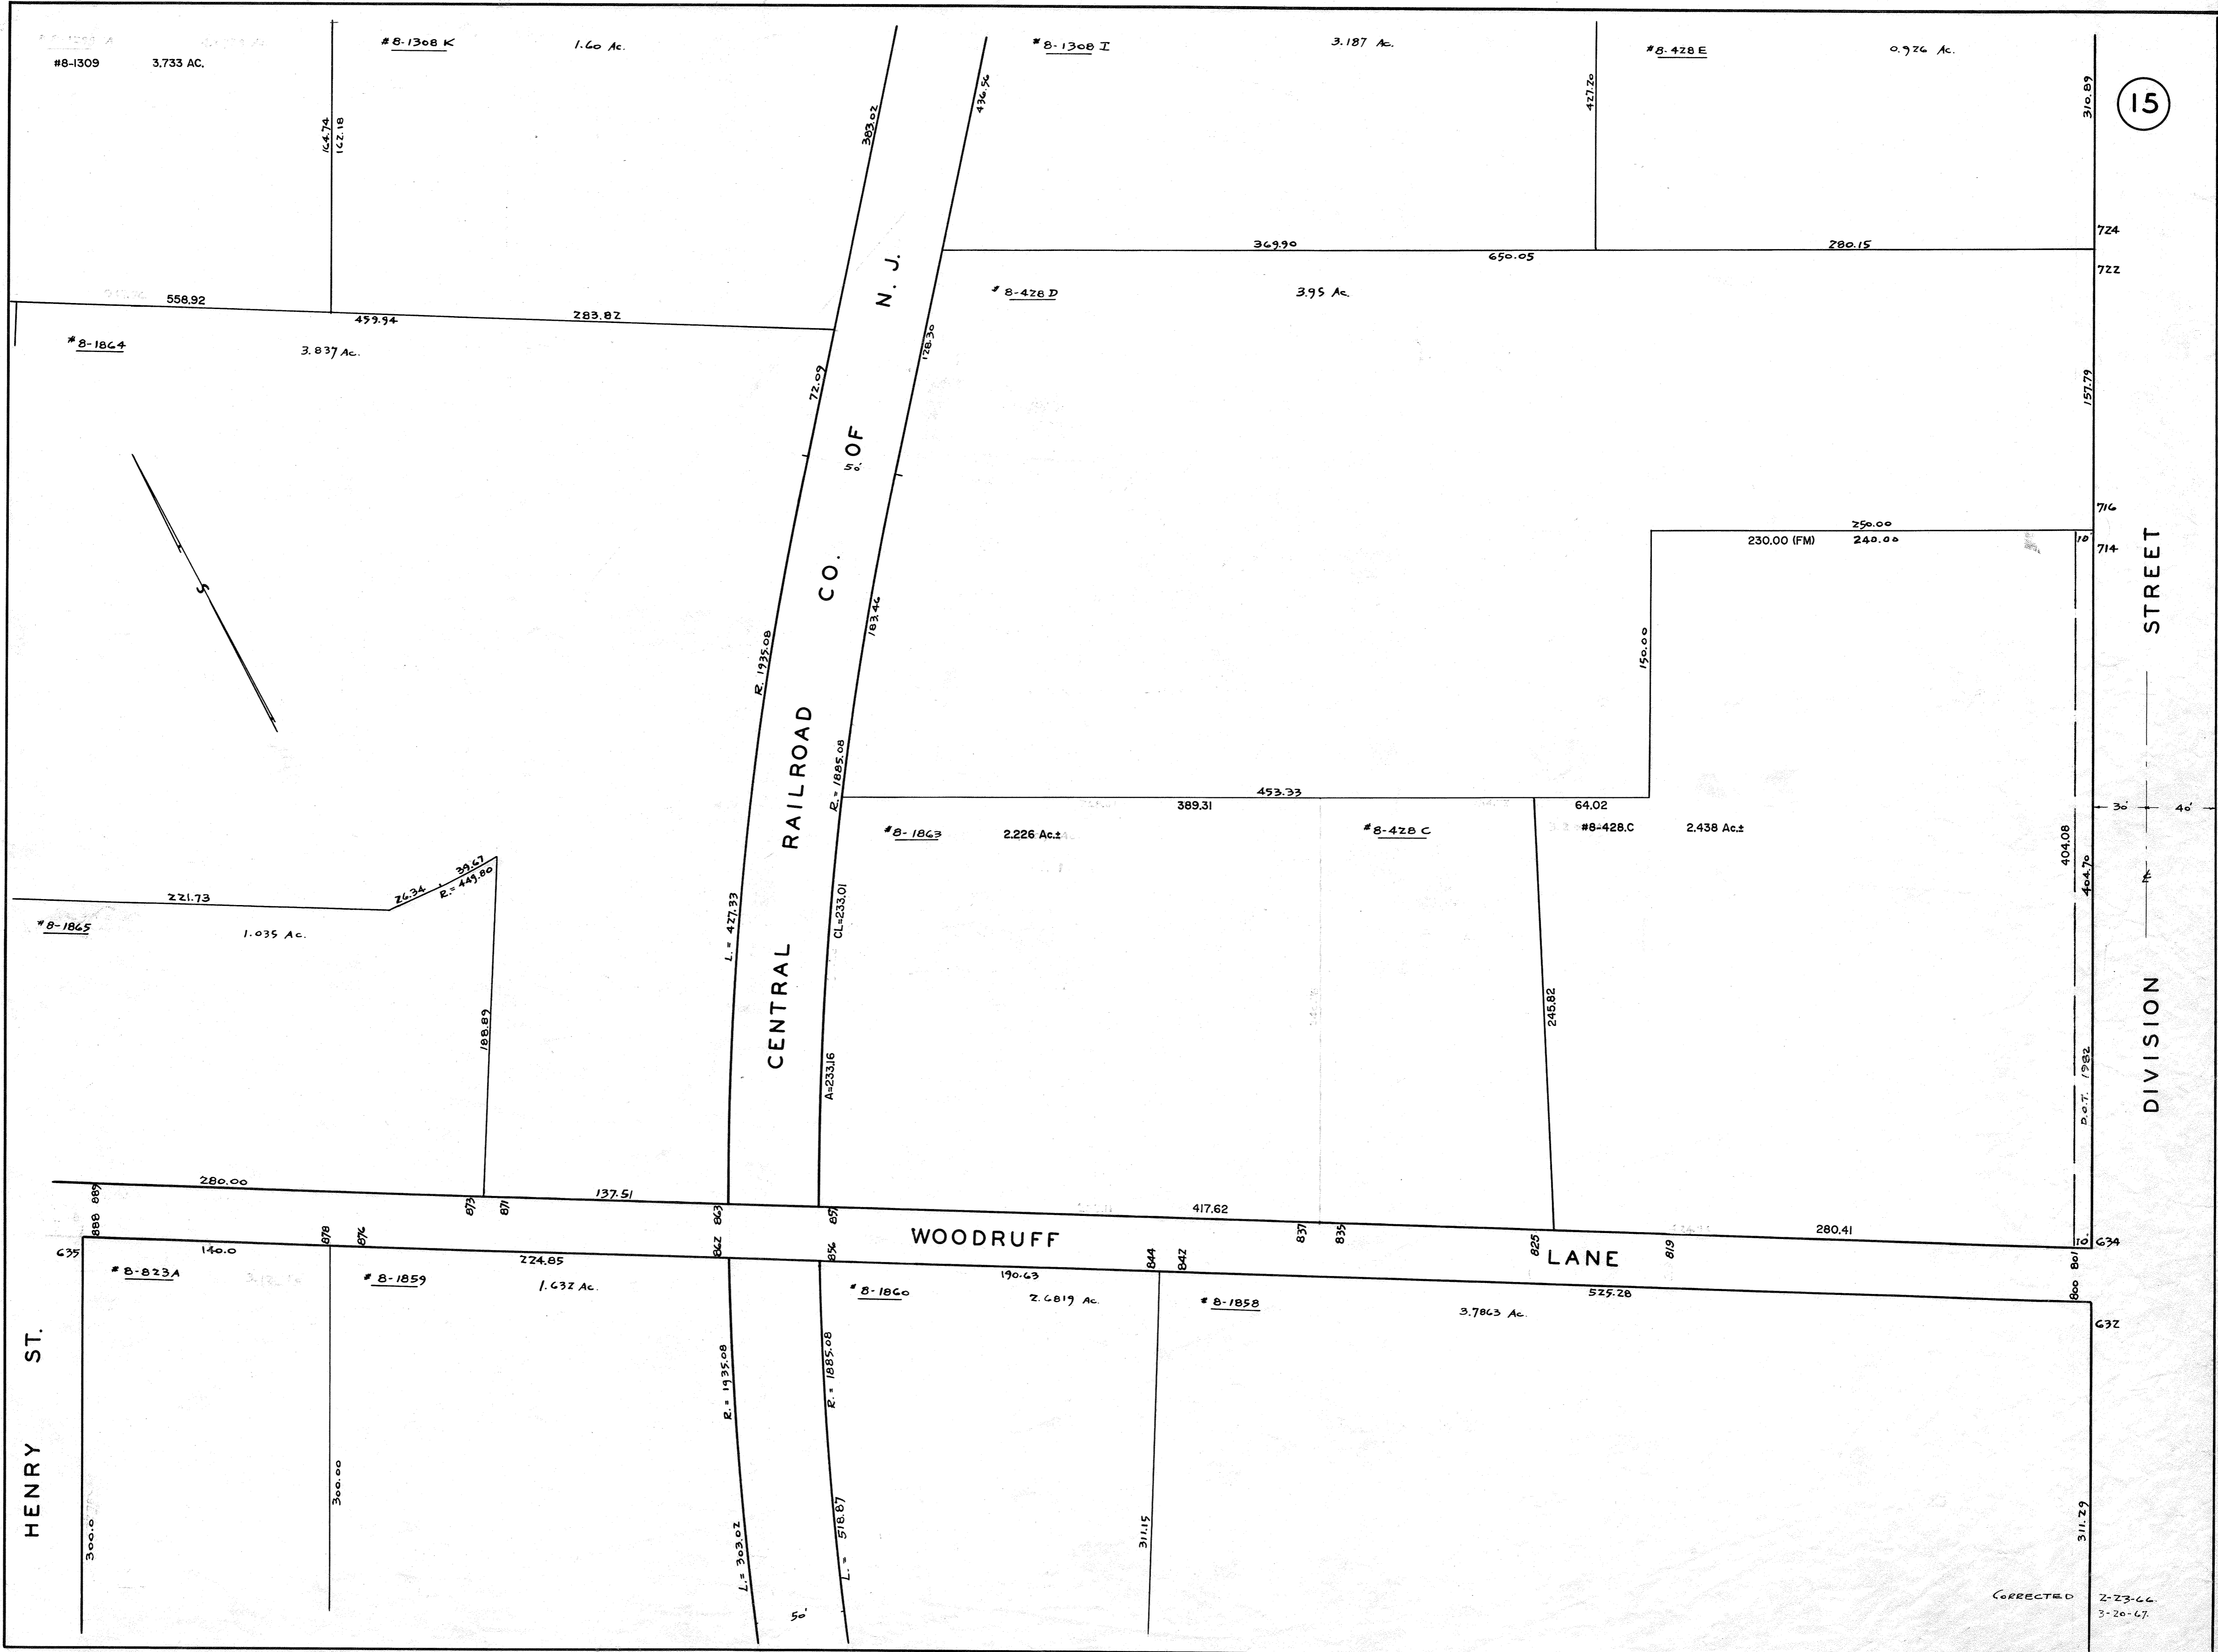 #8-1309 3.733 AC.
#8-1308 K 1.60 Ac.
#8-1308 I 3.187 Ac.
#8-428 E 0.926 Ac.
15
164.74
162.18
383.02
436.56
427.20
310.89
724
722
369.90
280.15
650.05
558.92
459.94
283.82
#8-1864 3.837 Ac.
#8-428 D 3.95 Ac.
72.09
128.30
157.79
S
50'
CENTRAL RAILROAD CO. OF N. J.
R. 1935.08
183.46
R. = 1885.08
716
714
250.00
230.00 (FM) 240.00
10'
150.00
453.33
389.31
64.02
#8-1863 2.226 Ac.±
#8-428 C
#8-428.C 2.438 Ac.±
30' 40'
404.08
404.70
DIVISION STREET
D.O.T. 1982
26.34
39.67
R. = 449.80
221.73
#8-1865 1.035 Ac.
188.89
L. = 427.33
CL=233.01
A=233.16
245.82
280.00
137.51
417.62
280.41
889
873
871
863
857
837
835
825
819
801
10.
634
WOODRUFF LANE
888
878
876
862
856
844
842
800
635
632
140.0
224.85
190.63
525.28
#8-823A
#8-1859 1.632 Ac.
#8-1860 2.6819 Ac.
#8-1858 3.7863 Ac.
HENRY ST.
300.0
300.00
R. = 1935.08
L. = 303.02
R. = 1885.08
L. = 518.87
50'
311.15
311.29
CORRECTED 2-23-66.
3-20-67.